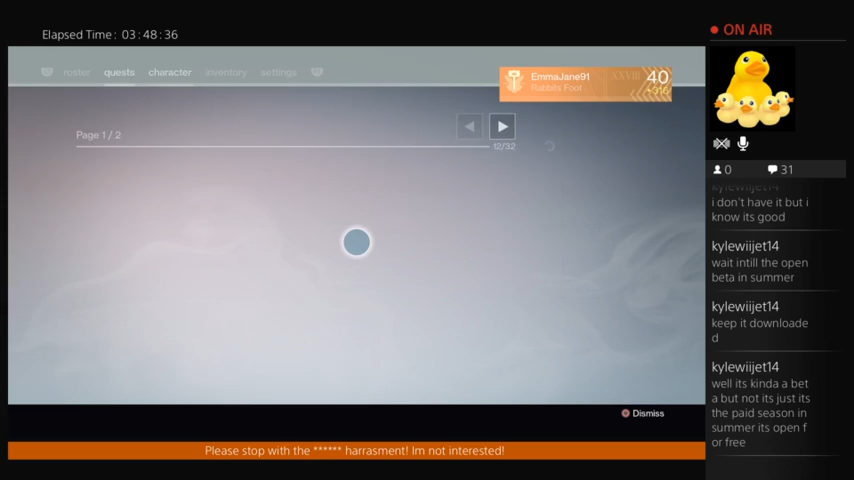 Elapsed Time: 03:48:36
ON AIR
roster quests character inventory settings
EmmaJane91
Rabbits Foot
XXVIII
40
+316
Page 1 / 2
12/32
0 31
kylewiijet14
i don't have it but i
know its good
kylewiijet14
wait intill the open
beta in summer
kylewiijet14
keep it downloade
d
kylewiijet14
well its kinda a bet
a but not its just its
the paid season in
summer its open f
or free
Dismiss
Please stop with the ****** harrasment! Im not interested!